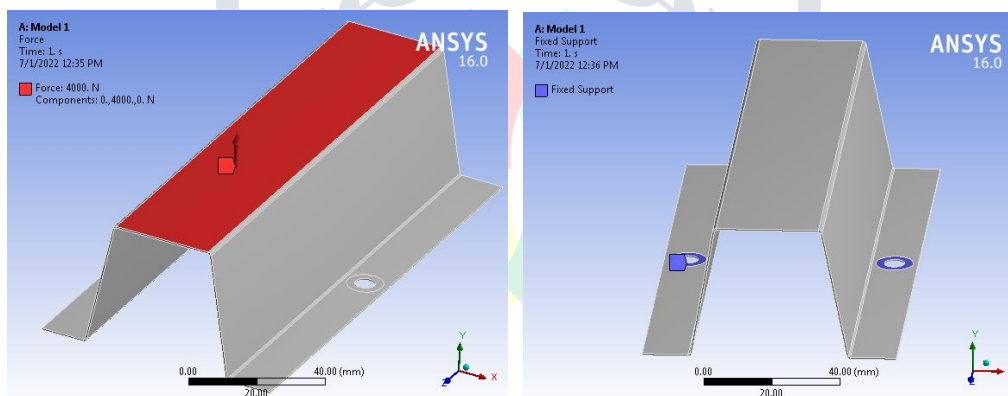 A: Model 1
Force
Time: 1. s
7/1/2022 12:35 PM
Force: 4000. N
Components: 0.,4000.,0. N
ANSYS
16.0
0.00
40.00 (mm)
20.00
Y
X
Z
A: Model 1
Fixed Support
Time: 1. s
7/1/2022 12:36 PM
Fixed Support
ANSYS
16.0
0.00
40.00 (mm)
20.00
Y
Z